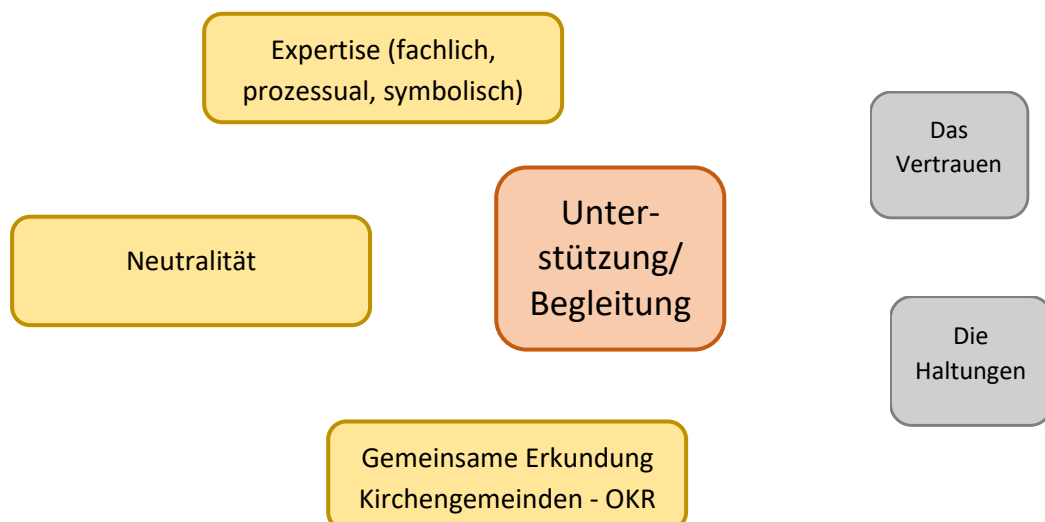 Expertise (fachlich,
prozessual, symbolisch)
Das
Vertrauen
Unter-
stützung/
Begleitung
Neutralität
Die
Haltungen
Gemeinsame Erkundung
Kirchengemeinden - OKR